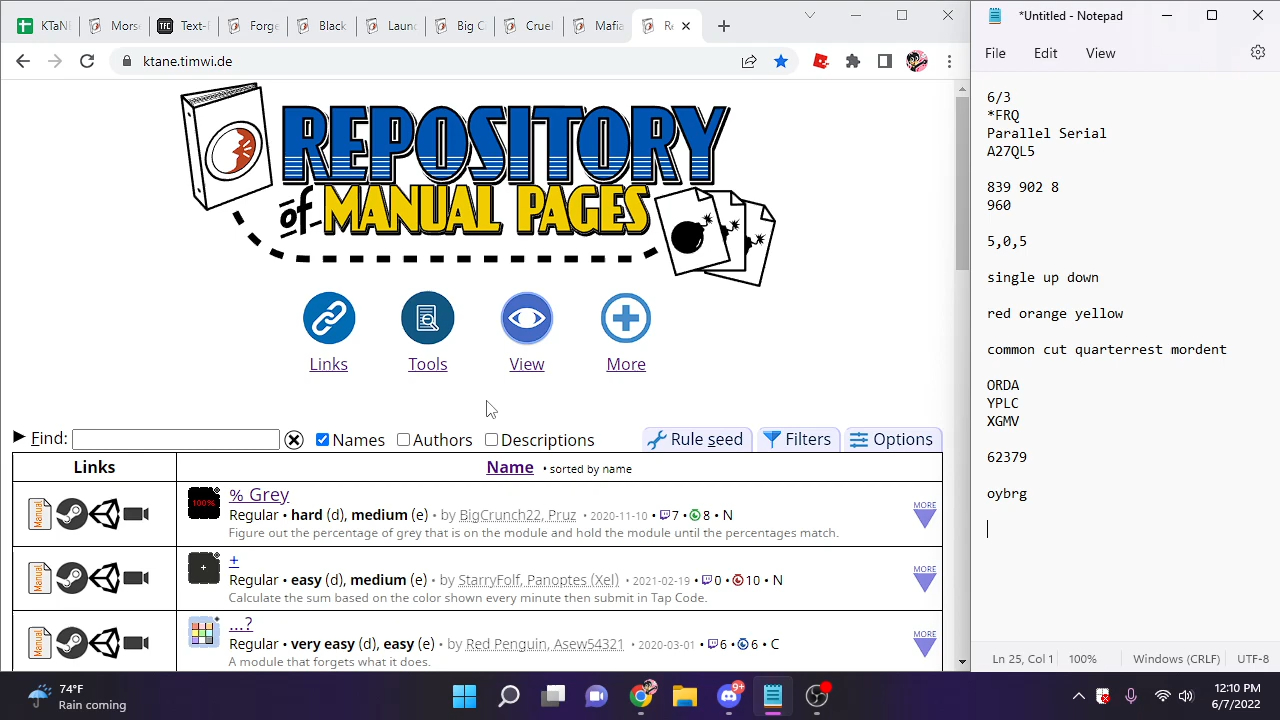 KTaN
Morse
Text-
Forge
Black
Launc
Big C
Cruel
Mafia
Re
ktane.timwi.de
REPOSITORY
of MANUAL PAGES
Links
Tools
View
More
Find:
Names
Authors
Descriptions
Rule seed
Filters
Options
Links
Name • sorted by name
Manual
100%
% Grey
Regular • hard (d), medium (e) • by BigCrunch22, Pruz • 2020-11-10 • 7 • 8 • N
Figure out the percentage of grey that is on the module and hold the module until the percentages match.
MORE
Manual
+
Regular • easy (d), medium (e) • by StarryFolf, Panoptes (Xel) • 2021-02-19 • 0 • 10 • N
Calculate the sum based on the color shown every minute then submit in Tap Code.
MORE
Manual
...?
Regular • very easy (d), easy (e) • by Red Penguin, Asew54321 • 2020-03-01 • 6 • 6 • C
A module that forgets what it does.
MORE
*Untitled - Notepad
File
Edit
View
6/3
*FRQ
Parallel Serial
A27QL5
839 902 8
960
5,0,5
single up down
red orange yellow
common cut quarterrest mordent
ORDA
YPLC
XGMV
62379
oybrg
Ln 25, Col 1
100%
Windows (CRLF)
UTF-8
74°F
Rain coming
9+
12:10 PM
6/7/2022